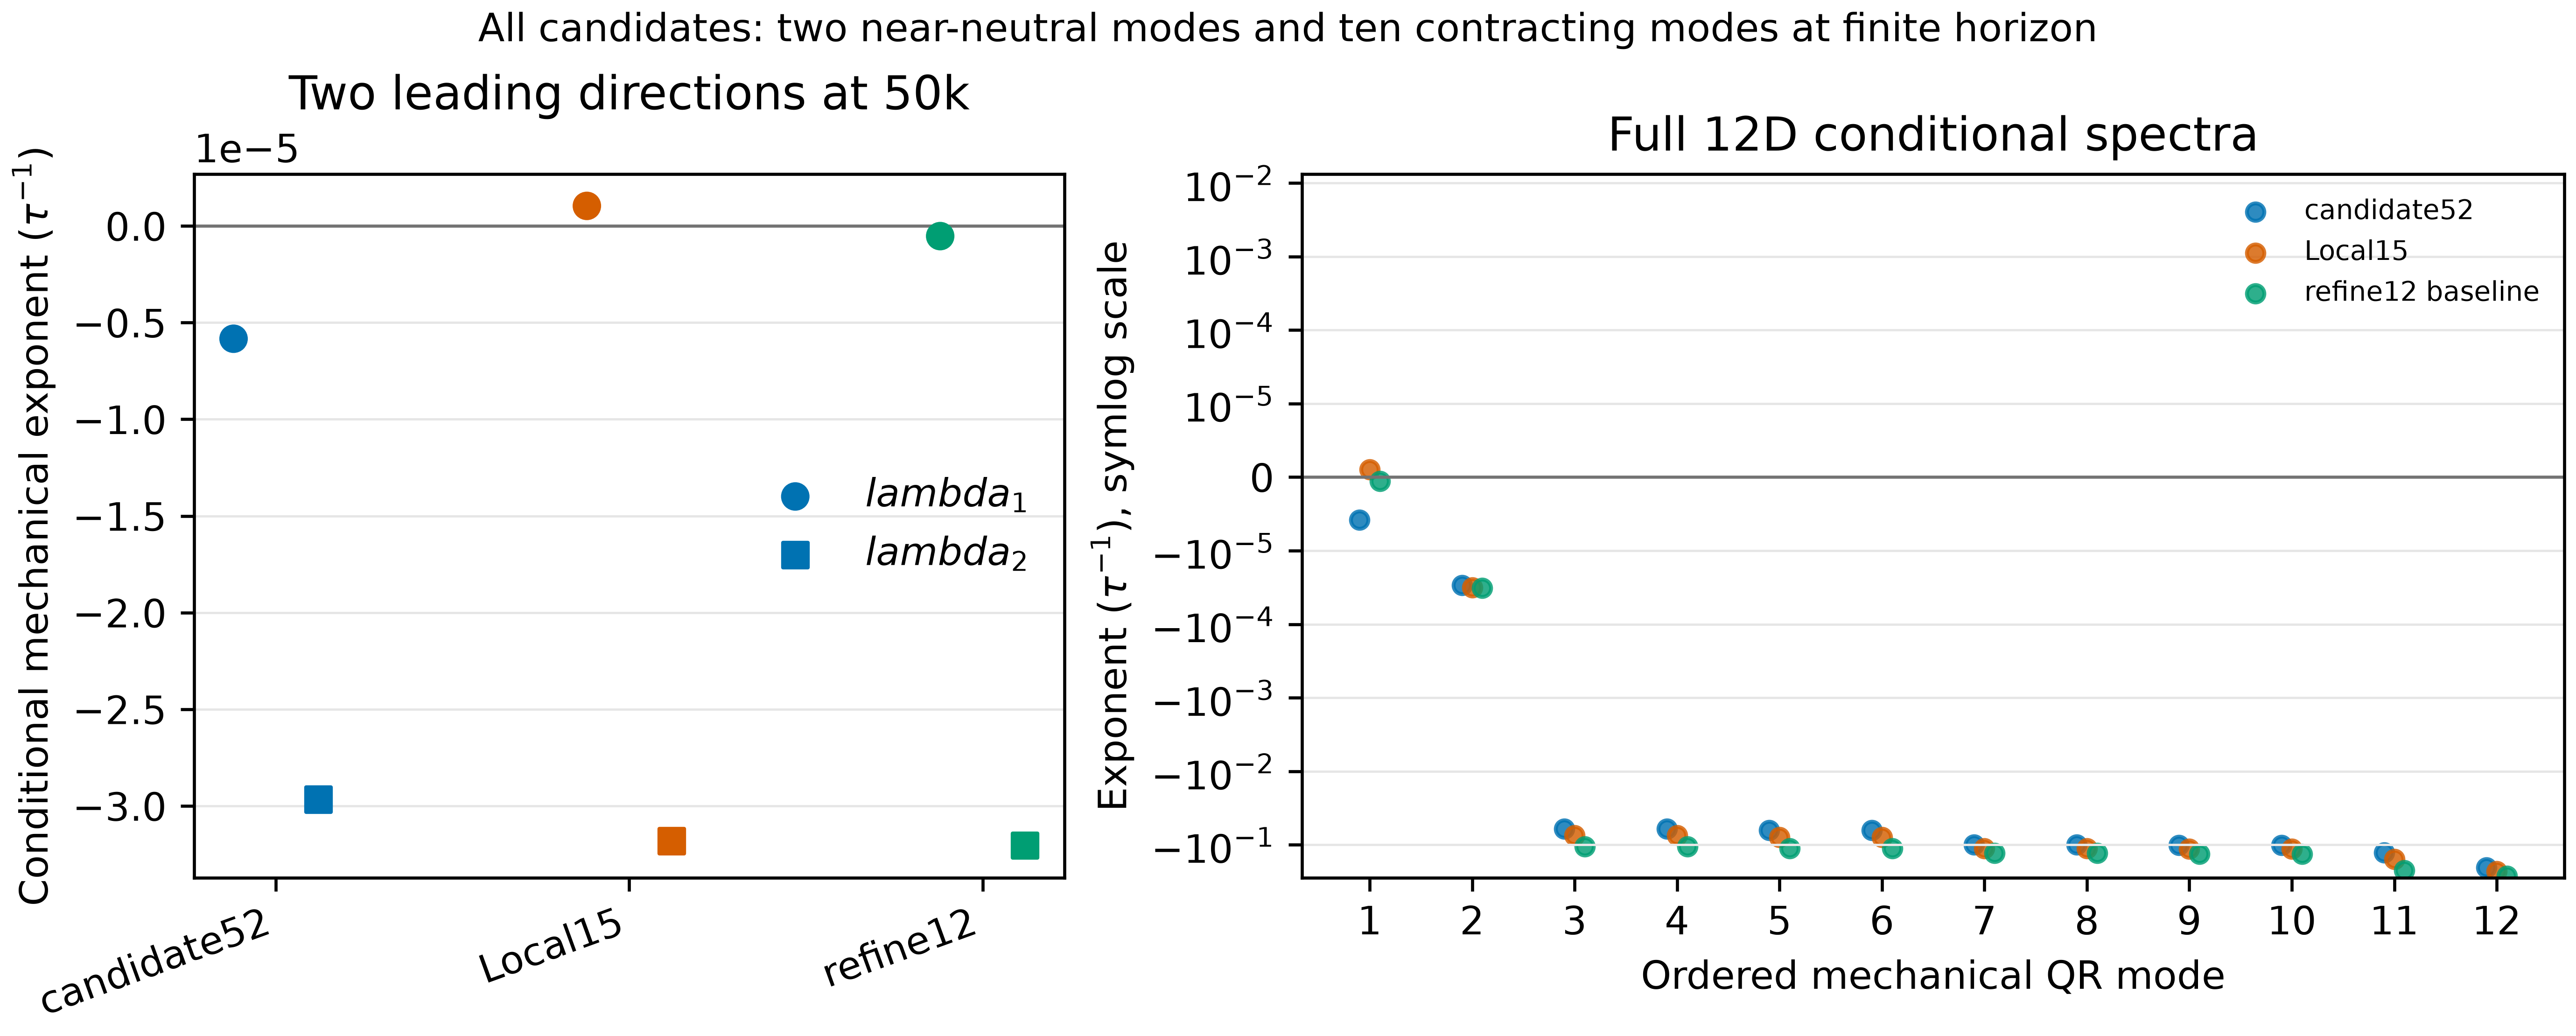 All candidates: two near-neutral modes and ten contracting modes at finite horizon
Two leading directions at 50k
1e−5
Conditional mechanical exponent (τ⁻¹)
0.0
−0.5
−1.0
−1.5
−2.0
−2.5
−3.0
lambda₁
lambda₂
candidate52
Local15
refine12
Full 12D conditional spectra
Exponent (τ⁻¹), symlog scale
10⁻²
10⁻³
10⁻⁴
10⁻⁵
0
−10⁻⁵
−10⁻⁴
−10⁻³
−10⁻²
−10⁻¹
candidate52
Local15
refine12 baseline
1 2 3 4 5 6 7 8 9 10 11 12
Ordered mechanical QR mode